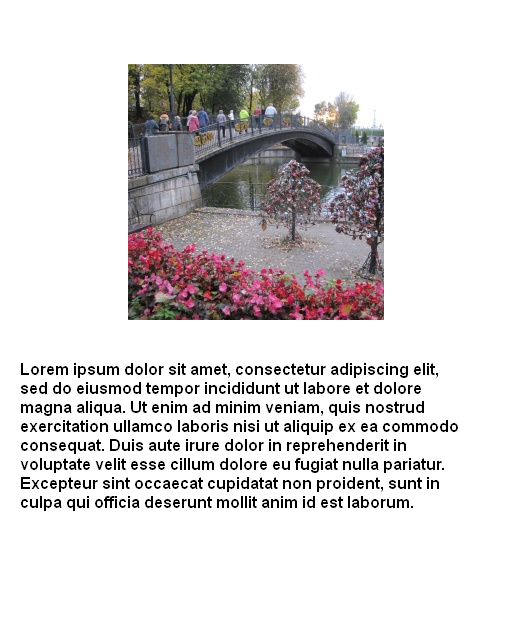 Lorem ipsum dolor sit amet, consectetur adipiscing elit,
sed do eiusmod tempor incididunt ut labore et dolore
magna aliqua. Ut enim ad minim veniam, quis nostrud
exercitation ullamco laboris nisi ut aliquip ex ea commodo
consequat. Duis aute irure dolor in reprehenderit in
voluptate velit esse cillum dolore eu fugiat nulla pariatur.
Excepteur sint occaecat cupidatat non proident, sunt in
culpa qui officia deserunt mollit anim id est laborum.